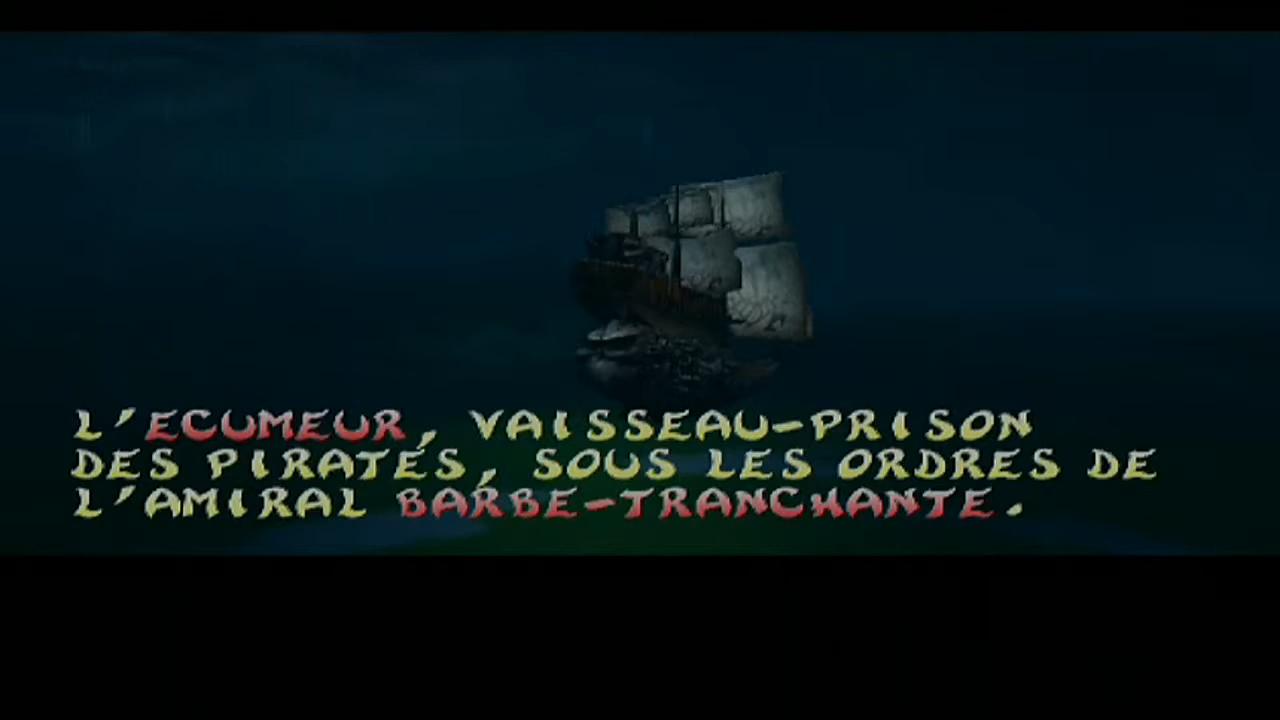 L'ECUMEUR, VAISSEAU-PRISON
DES PIRATES, SOUS LES ORDRES DE
L'AMIRAL BARBE-TRANCHANTE.